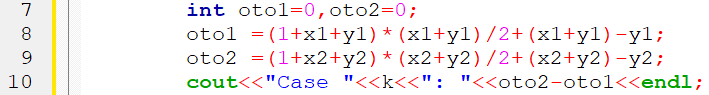 7 int oto1=0,oto2=0;
8 oto1 =(1+x1+y1)*(x1+y1)/2+(x1+y1)-y1;
9 oto2 =(1+x2+y2)*(x2+y2)/2+(x2+y2)-y2;
10 cout<<"Case "<<k<<": "<<oto2-oto1<<endl;